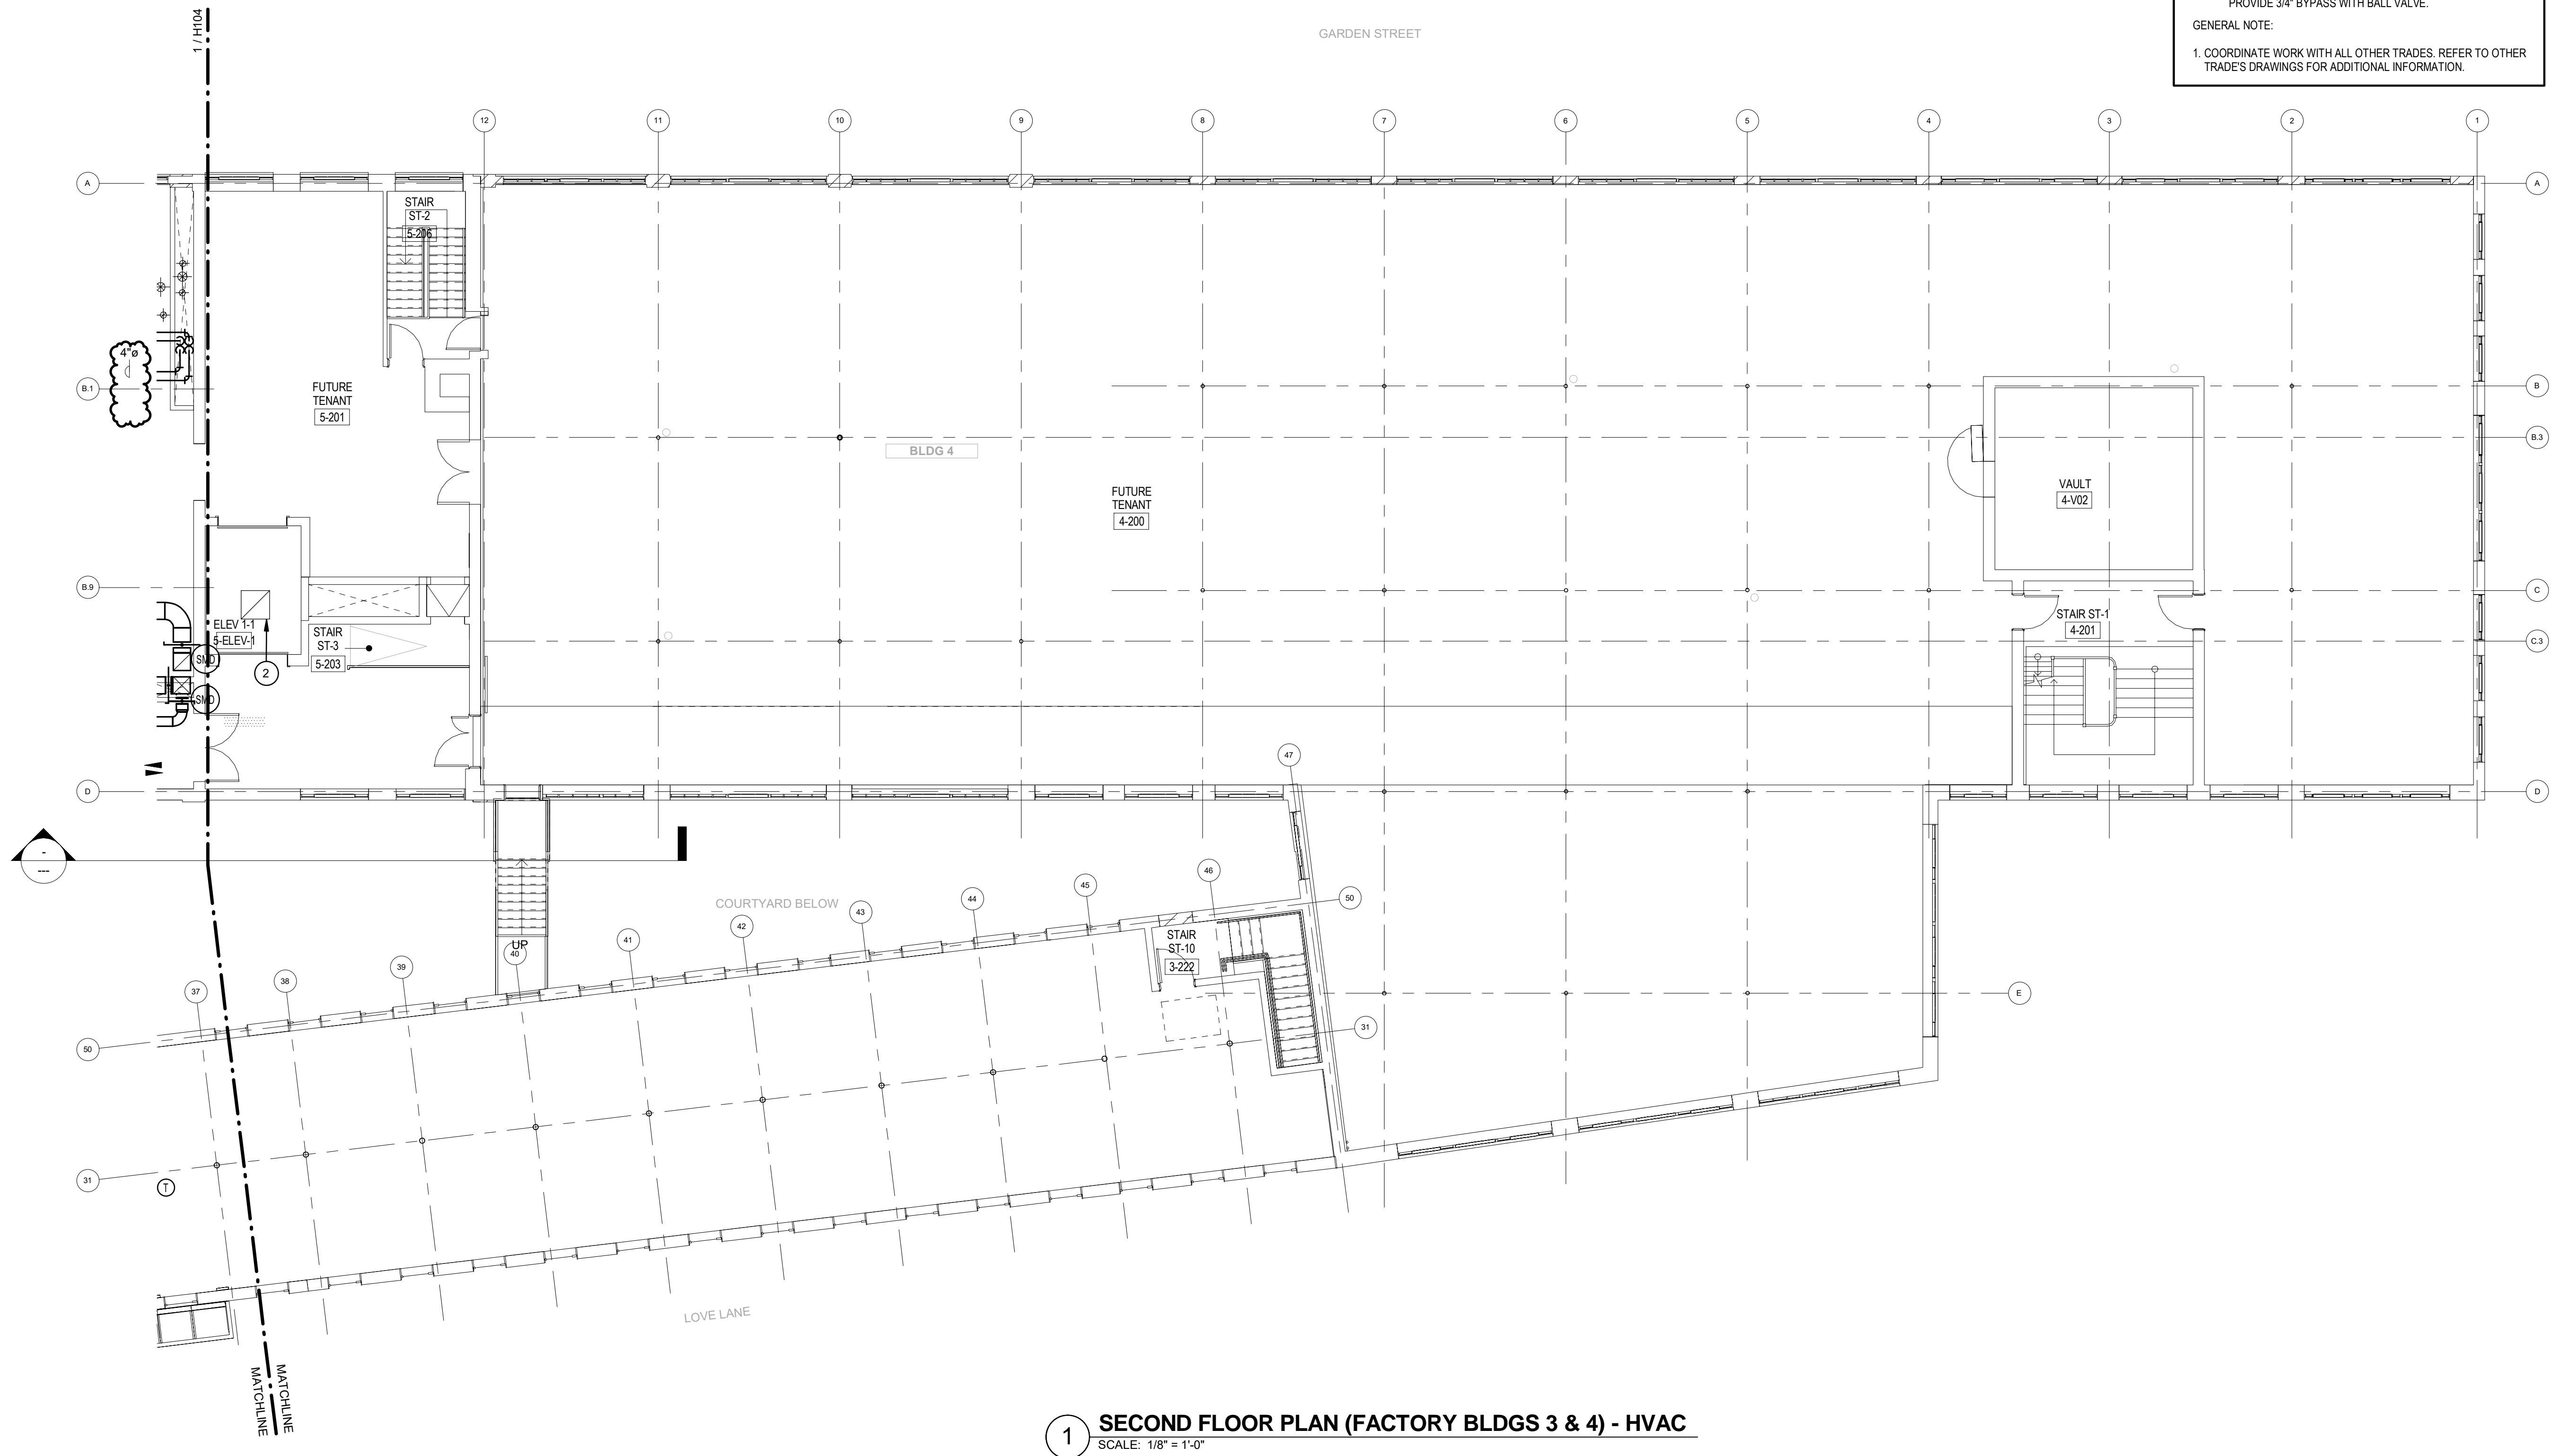 PROVIDE 3/4" BYPASS WITH BALL VALVE.
GENERAL NOTE:
1. COORDINATE WORK WITH ALL OTHER TRADES. REFER TO OTHER
TRADE'S DRAWINGS FOR ADDITIONAL INFORMATION.
1 / H104
GARDEN STREET
12
11
10
9
8
7
6
5
4
3
2
1
A
A
STAIR
ST-2
5-206
4"ø
B.1
FUTURE
TENANT
5-201
B
B.3
BLDG 4
FUTURE
TENANT
4-200
VAULT
4-V02
B.9
C
ELEV 1-1
5-ELEV-1
STAIR
ST-3
5-203
STAIR ST-1
4-201
C.3
SMD
2
SMD
47
D
D
-
---
46
45
50
44
COURTYARD BELOW
43
42
41
UP
40
39
38
37
STAIR
ST-10
3-222
E
31
50
31
T
LOVE LANE
MATCHLINE
MATCHLINE
1
SECOND FLOOR PLAN (FACTORY BLDGS 3 & 4) - HVAC
SCALE: 1/8" = 1'-0"